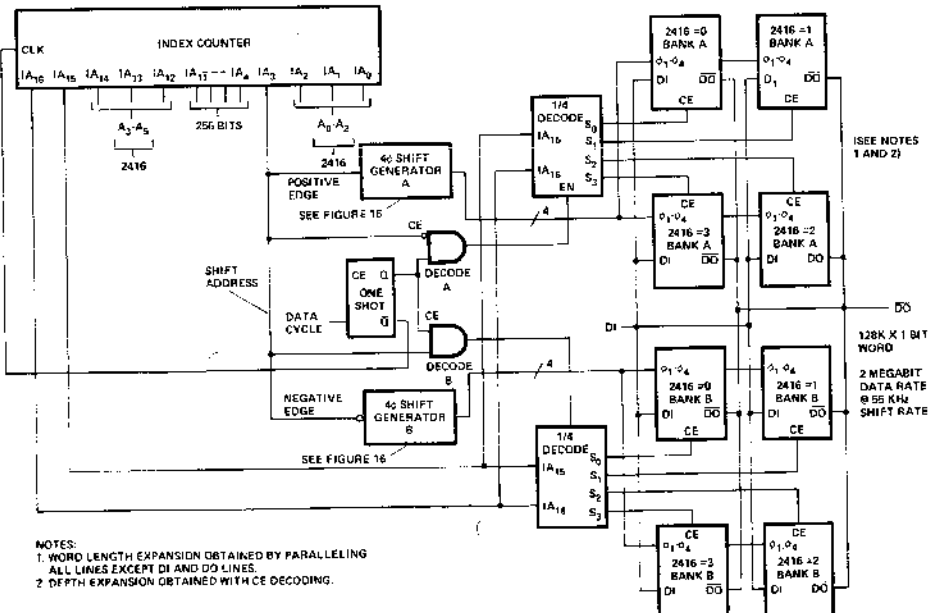 INDEX COUNTER
CLK
IA16 IA15 IA14 IA13 IA12 IA11 --- IA4 IA3 IA2 IA1 IA0
A3-A5
2416
256 BITS
A0-A2
2416
POSITIVE EDGE
4φ SHIFT GENERATOR A
SEE FIGURE 16
SHIFT ADDRESS
DATA CYCLE
CE Q
ONE SHOT
Q
CE
DECODE A
CE
DECODE B
NEGATIVE EDGE
4φ SHIFT GENERATOR B
SEE FIGURE 16
1/4 DECODE
IA15
IA16
EN
S0
S1
S2
S3
4
1/4 DECODE
IA15
IA16
S0
S1
S2
S3
4
2416 =0
BANK A
φ1-φ4
DI DO
CE
2416 =1
BANK A
φ1-φ4
D1 DO
CE
(SEE NOTES
1 AND 2)
CE
φ1-φ4
2416 =3
BANK A
DI DO
CE
φ1-φ4
2416 =2
BANK A
DI DO
DI
DO
128K X 1 BIT
WORD
2 MEGABIT
DATA RATE
@ 55 KHz
SHIFT RATE
φ1-φ4
2416 =0
BANK B
DI DO
CE
φ1-φ4
2416 =1
BANK B
DI DO
CE
CE
φ1-φ4
2416 =3
BANK B
DI DO
CE
φ1-φ4
2416 =2
BANK B
DI DO
NOTES:
1. WORD LENGTH EXPANSION OBTAINED BY PARALLELING
ALL LINES EXCEPT DI AND DO LINES.
2 DEPTH EXPANSION OBTAINED WITH CE DECODING.